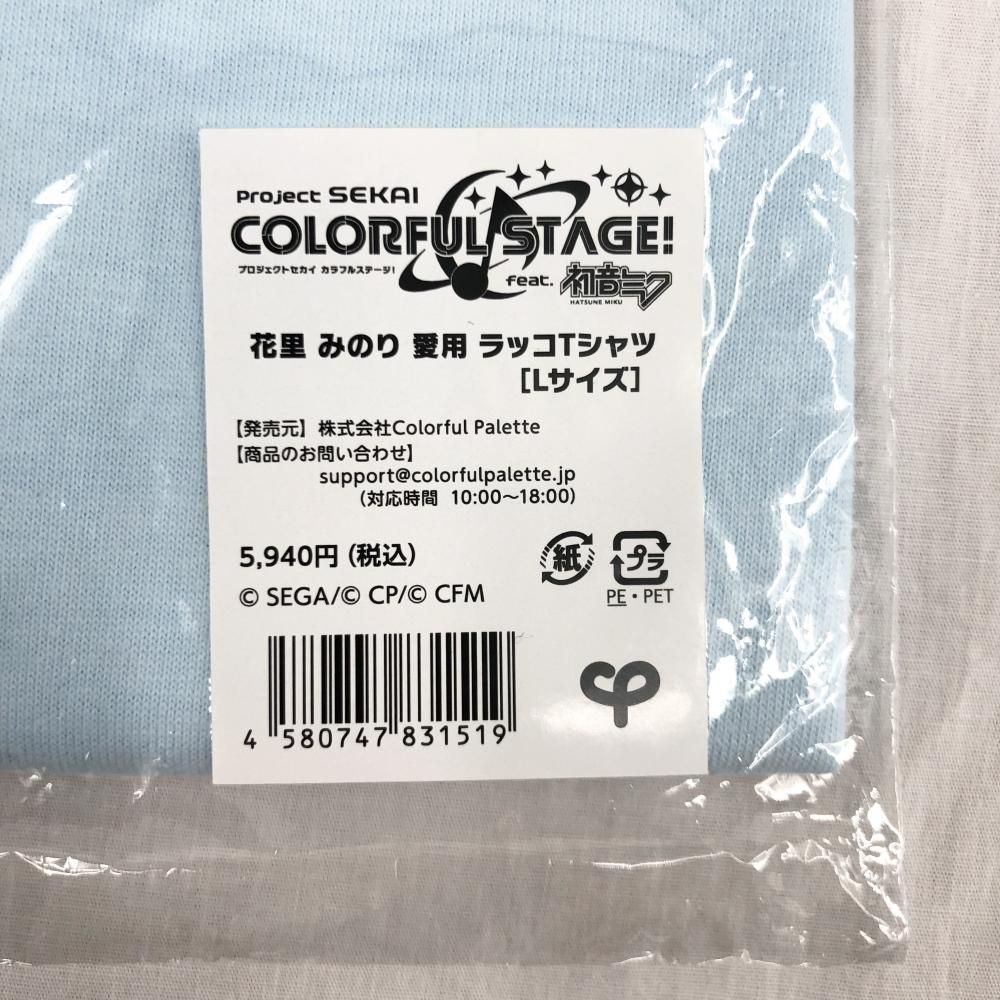 Project SEKAI
COLORFUL STAGE!
プロジェクトセカイ カラフルステージ!
feat. 初音ミク
HATSUNE MIKU
花里 みのり 愛用 ラッコTシャツ
[Lサイズ]
【発売元】株式会社Colorful Palette
【商品のお問い合わせ】
support@colorfulpalette.jp
(対応時間 10:00～18:00)
5,940円(税込)
紙
プラ
PE・PET
© SEGA/© CP/© CFM
4 580747 831519